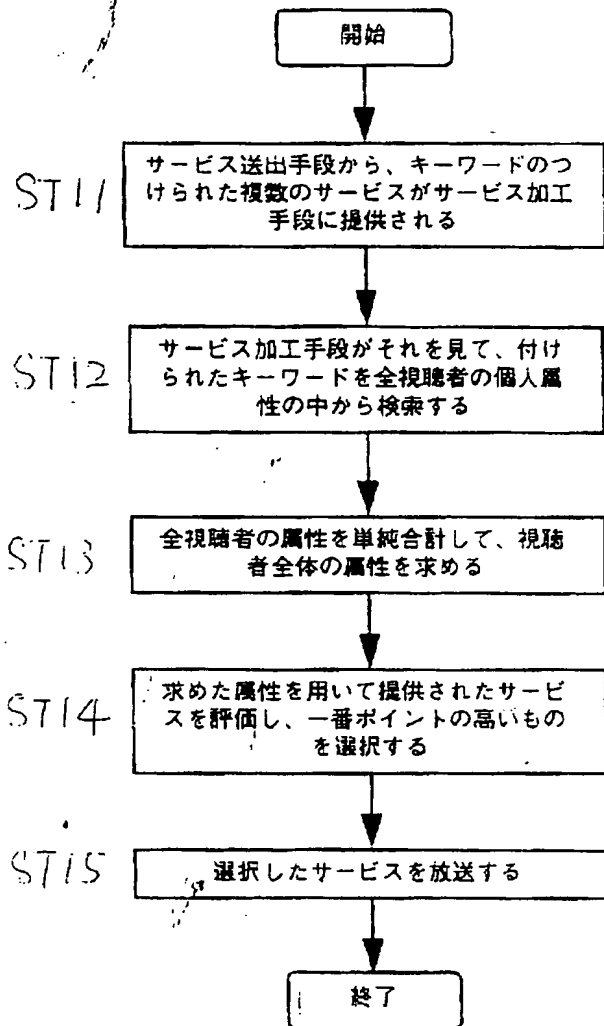 開始
ST11
サービス送出手段から、キーワードのつ
けられた複数のサービスがサービス加工
手段に提供される
ST12
サービス加工手段がそれを見て、付け
られたキーワードを全視聴者の個人属
性の中から検索する
ST13
全視聴者の属性を単純合計して、視聴
者全体の属性を求める
ST14
求めた属性を用いて提供されたサービ
スを評価し、一番ポイントの高いもの
を選択する
ST15
選択したサービスを放送する
終了